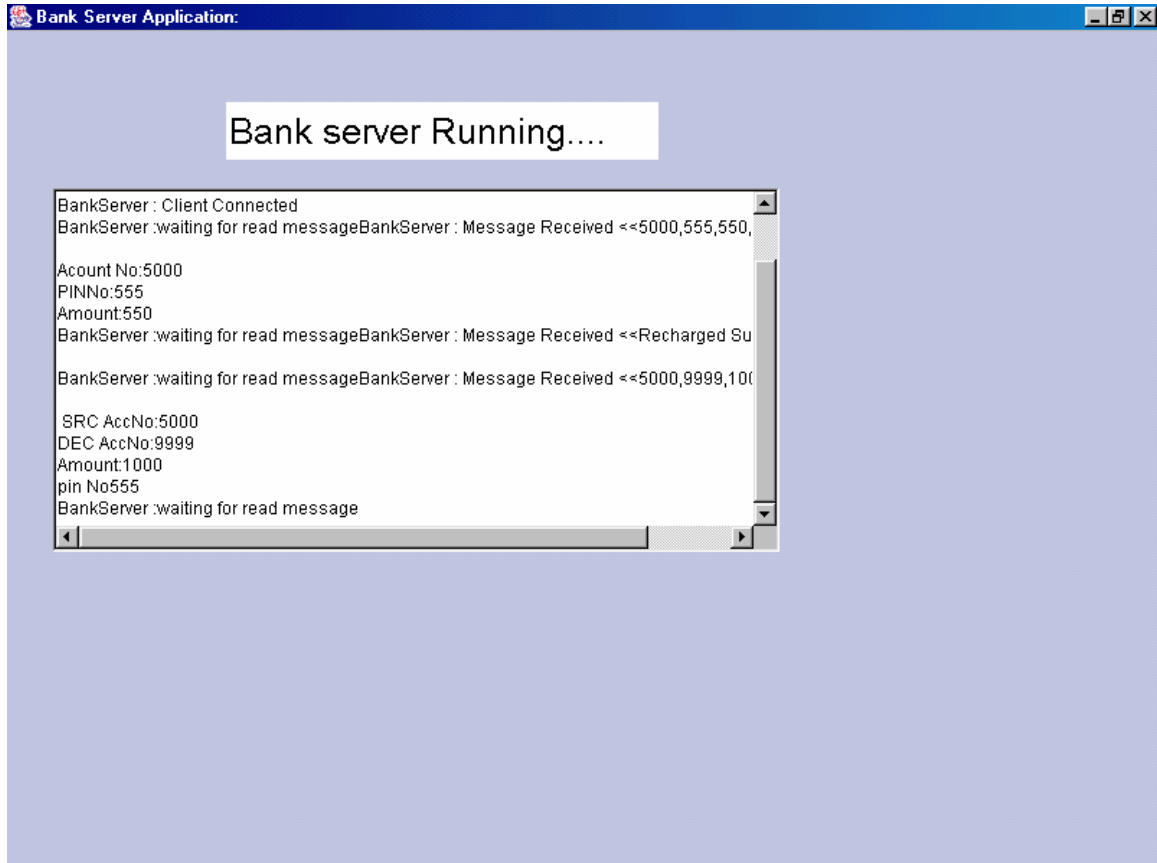 Bank Server Application:
Bank server Running....
BankServer : Client Connected
BankServer :waiting for read messageBankServer : Message Received <<5000,555,550,
Acount No:5000
PINNo:555
Amount:550
BankServer :waiting for read messageBankServer : Message Received <<Recharged Su
BankServer :waiting for read messageBankServer : Message Received <<5000,9999,100
SRC AccNo:5000
DEC AccNo:9999
Amount:1000
pin No555
BankServer :waiting for read message